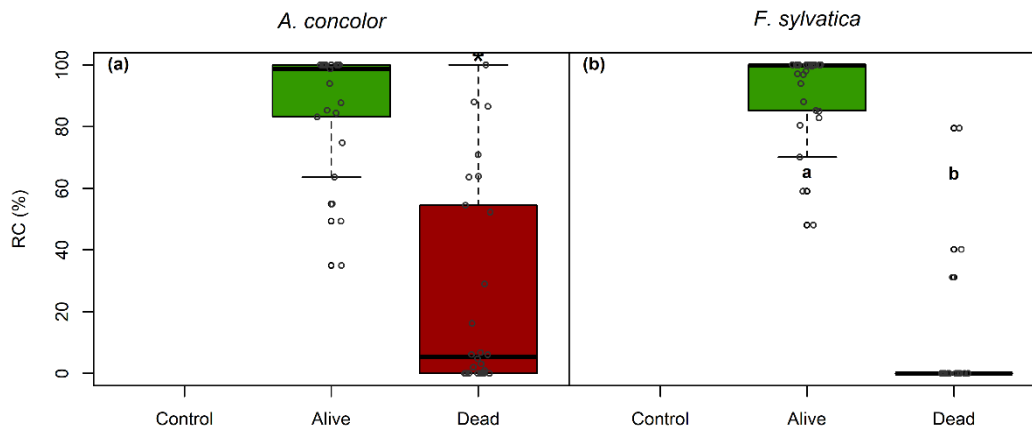 A. concolor F. sylvatica
(a) * (b)
100
80
a b
60
RC (%)
40
20
0
Control Alive Dead Control Alive Dead